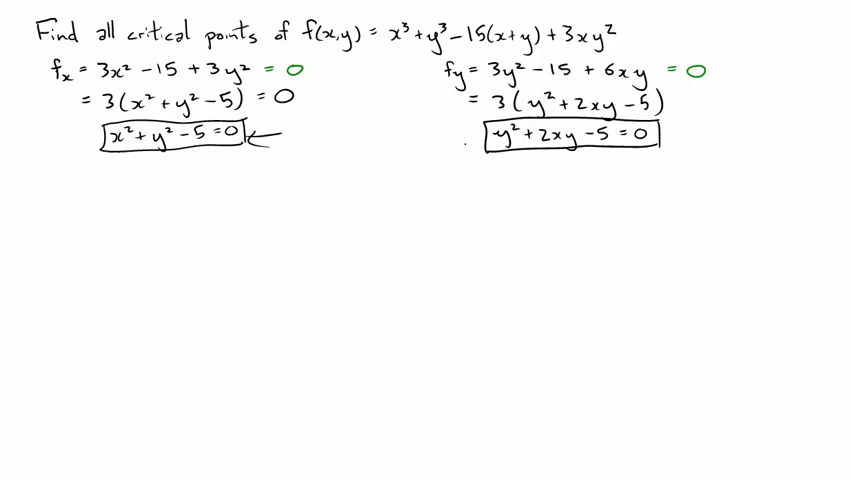 Find all critical points of f(x,y) = x³ + y³ - 15(x+y) + 3xy²
fₓ = 3x² - 15 + 3y² = 0
= 3(x² + y² - 5) = 0
x² + y² - 5 = 0 ←
fy = 3y² - 15 + 6xy = 0
= 3(y² + 2xy - 5)
y² + 2xy - 5 = 0